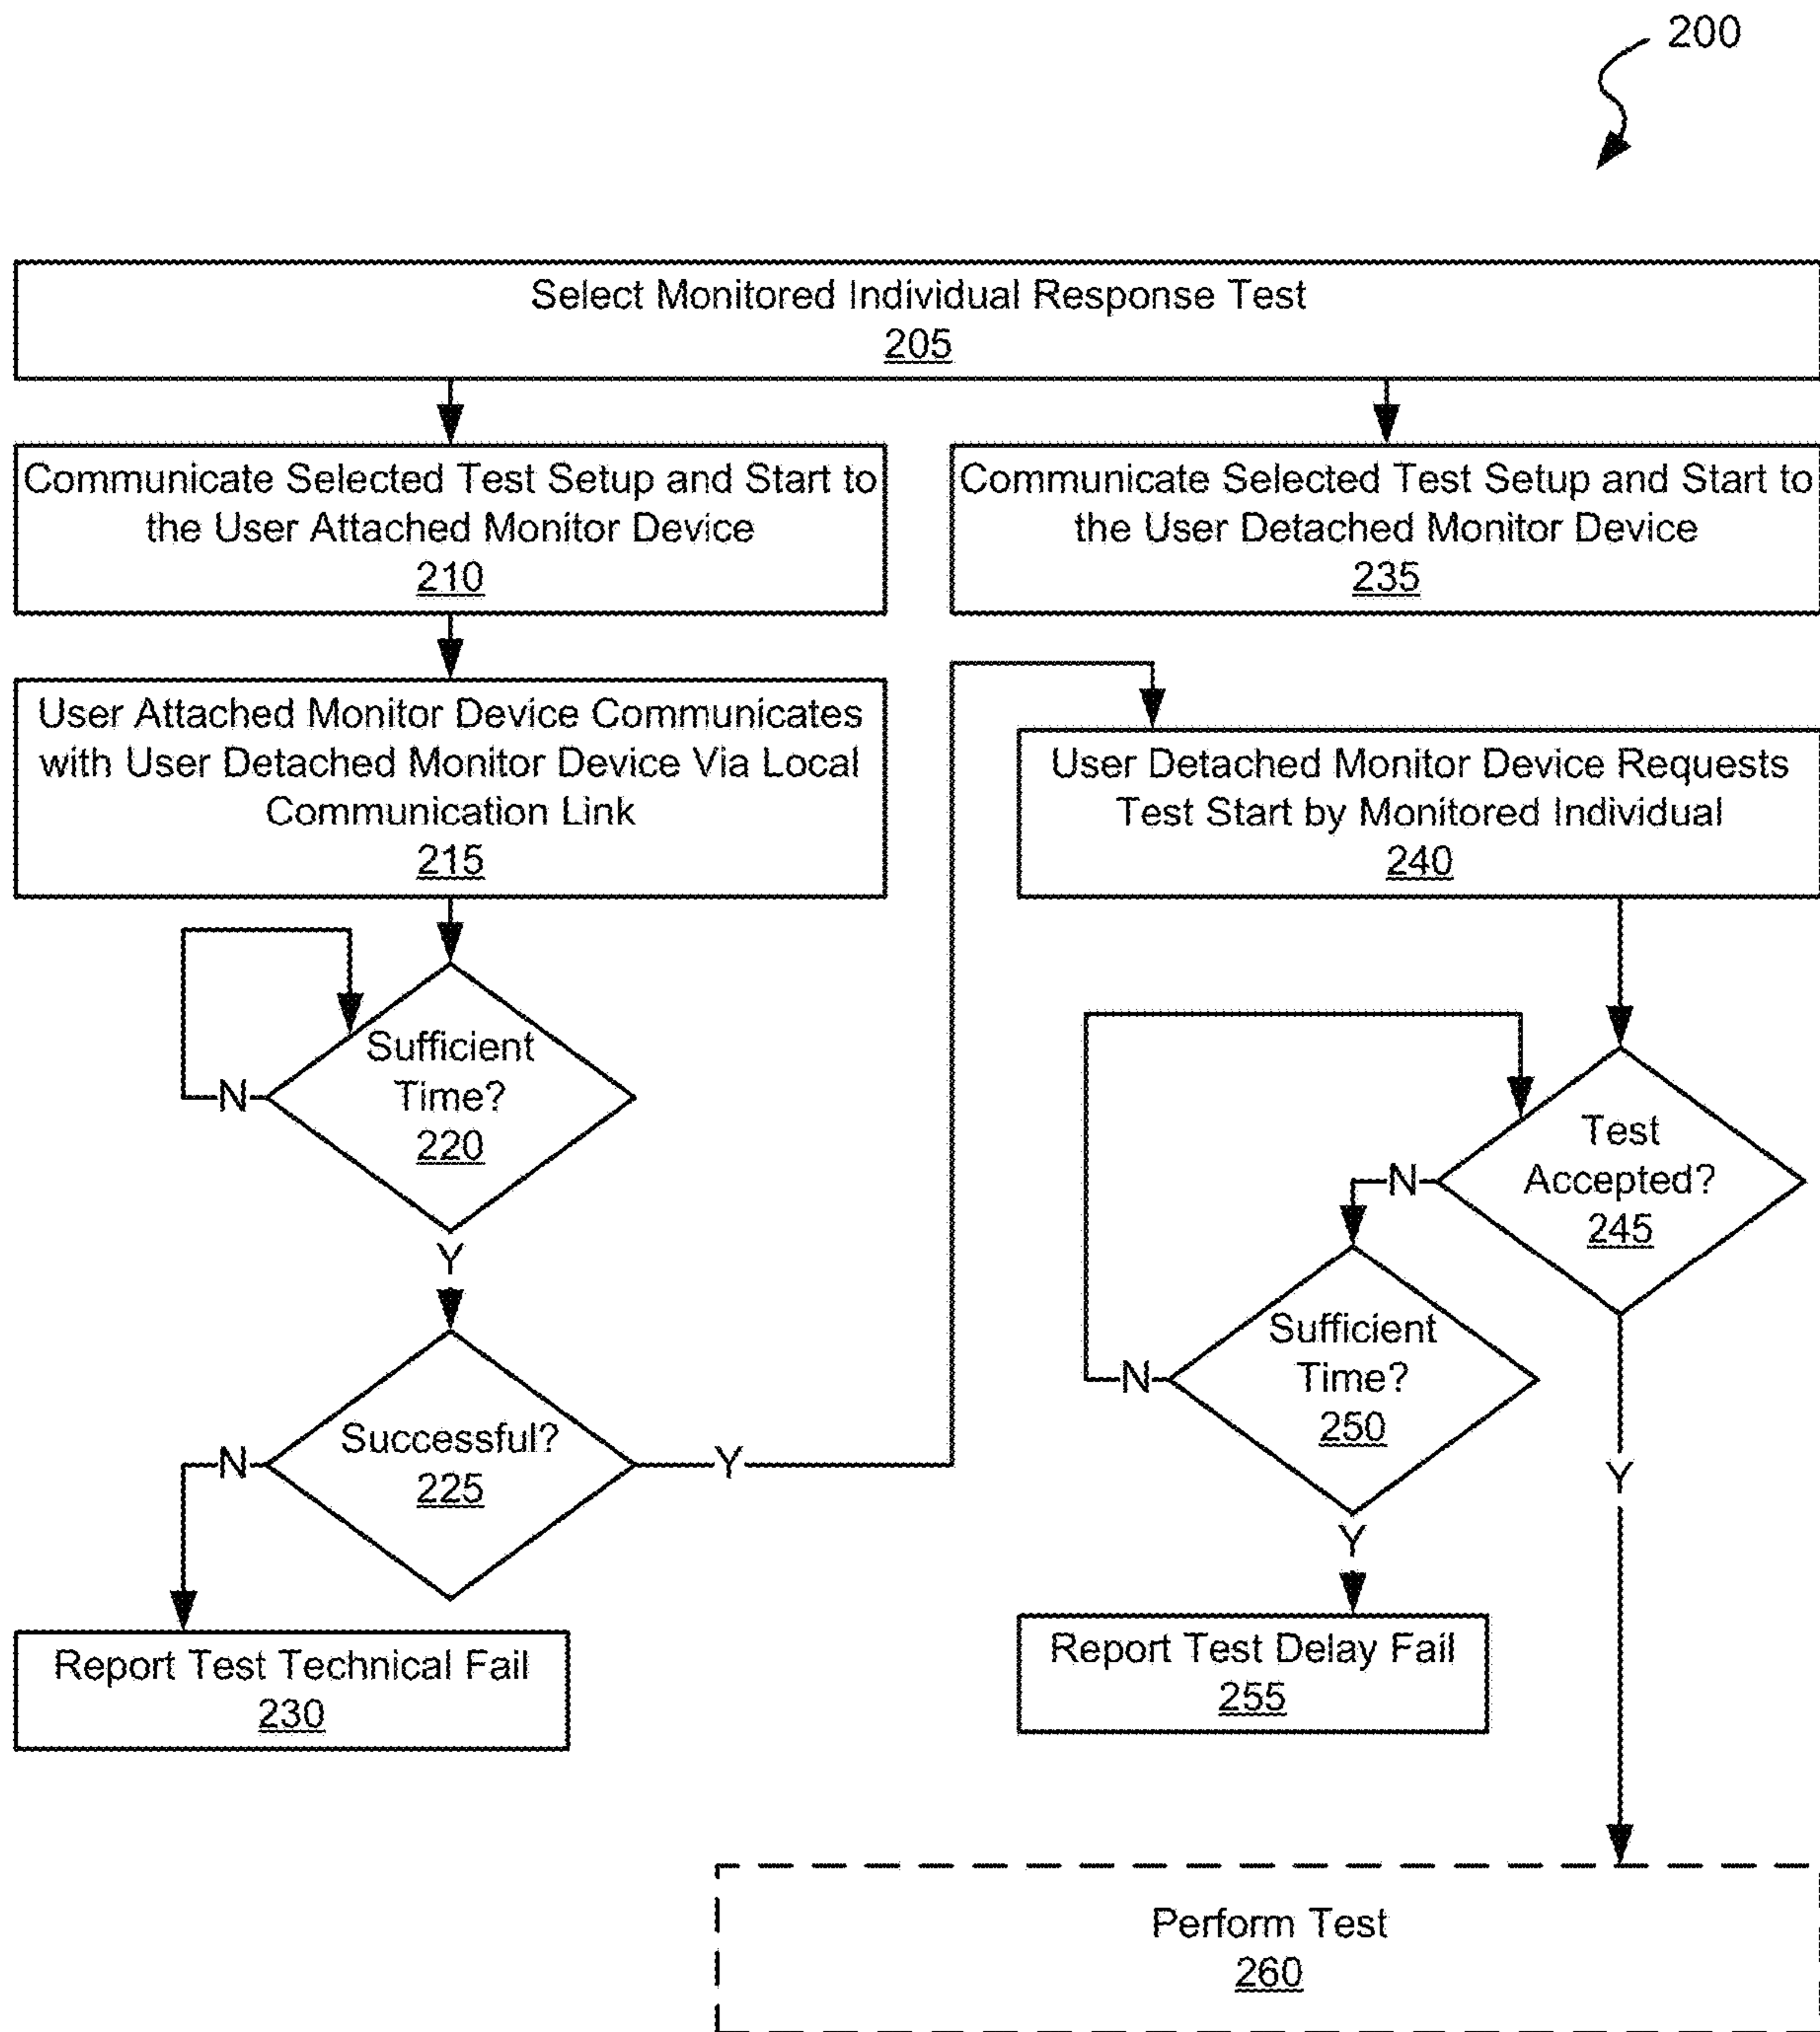 200
Select Monitored Individual Response Test
205
Communicate Selected Test Setup and Start to
the User Attached Monitor Device
210
Communicate Selected Test Setup and Start to
the User Detached Monitor Device
235
User Attached Monitor Device Communicates
with User Detached Monitor Device Via Local
Communication Link
215
User Detached Monitor Device Requests
Test Start by Monitored Individual
240
Sufficient
Time?
220
N
Y
Test
Accepted?
245
N
Y
Sufficient
Time?
250
N
Y
Successful?
225
N
Y
Report Test Technical Fail
230
Report Test Delay Fail
255
Perform Test
260